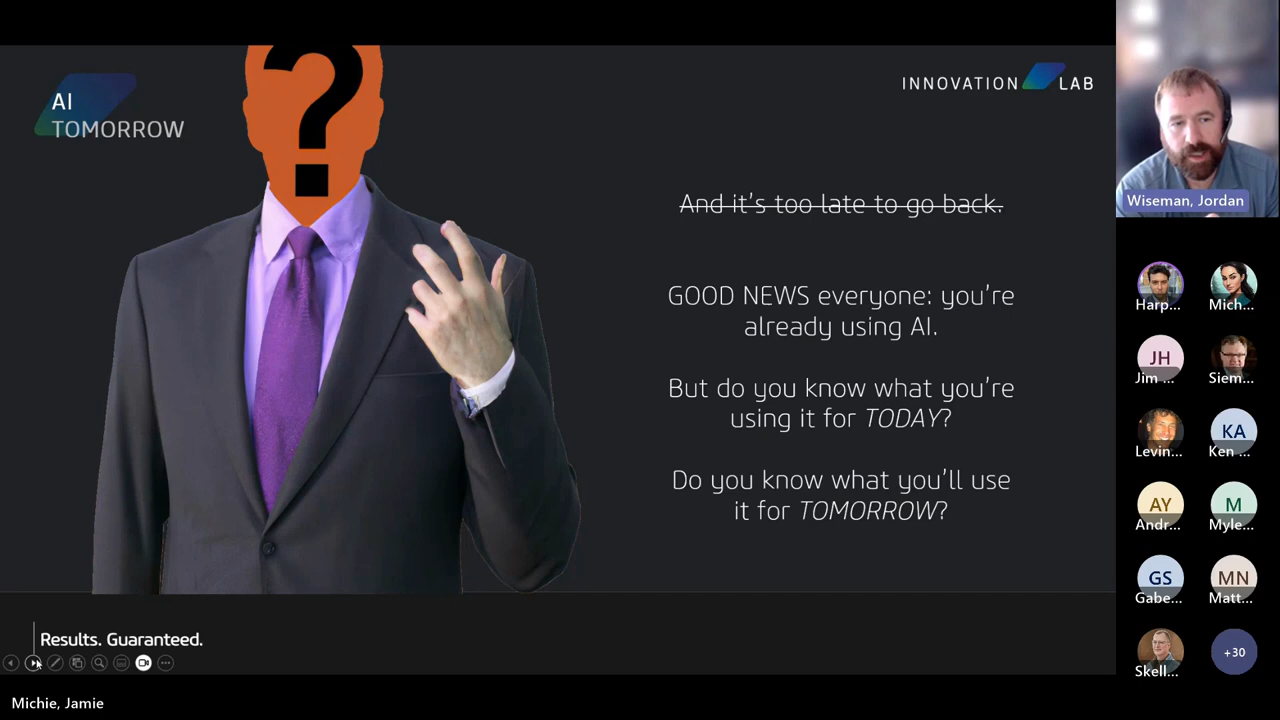 ?
AI
TOMORROW
INNOVATION LAB
And it's too late to go back.
GOOD NEWS everyone: you're
already using AI.
But do you know what you're
using it for TODAY?
Do you know what you'll use
it for TOMORROW?
Results. Guaranteed.
Michie, Jamie
Wiseman, Jordan
Harp...
Mich...
JH
Jim ...
Siem...
Levin...
KA
Ken ...
AY
Andr...
M
Myle...
GS
Gabe...
MN
Matt...
Skell...
+30